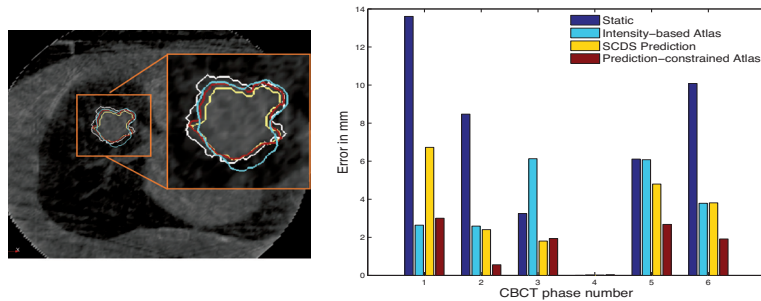 x
14
12
10
8
6
4
2
0
Error in mm
1 2 3 4 5 6
CBCT phase number
Static
Intensity-based Atlas
SCDS Prediction
Prediction-constrained Atlas